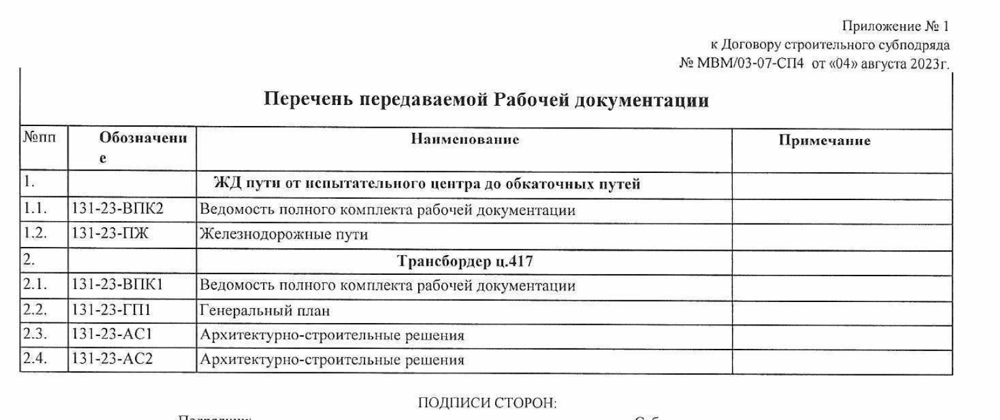 Приложение № 1
к Договору строительного субподряда
№ МВМ/03-07-СП4 от «04» августа 2023г.
Перечень передаваемой Рабочей документации
№пп Обозначени Наименование Примечание
е
1. ЖД пути от испытательного центра до обкаточных путей
1.1. 131-23-ВПК2 Ведомость полного комплекта рабочей документации
1.2. 131-23-ПЖ Железнодорожные пути
2. Трансбордер ц.417
2.1. 131-23-ВПК1 Ведомость полного комплекта рабочей документации
2.2. 131-23-ГП1 Генеральный план
2.3. 131-23-АС1 Архитектурно-строительные решения
2.4. 131-23-АС2 Архитектурно-строительные решения
ПОДПИСИ СТОРОН: